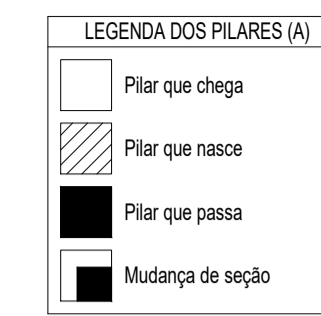 LEGENDA DOS PILARES (A)
Pilar que chega
Pilar que nasce
Pilar que passa
Mudança de seção